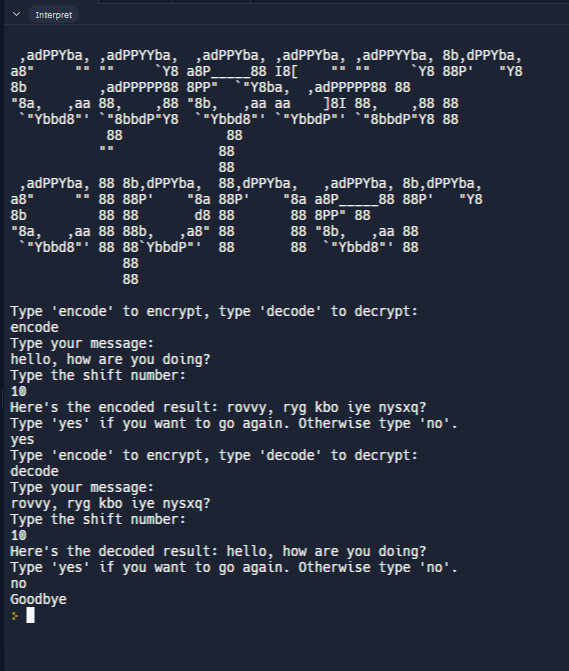 Interpret
 ,adPPYba, ,adPPYYba,  ,adPPYba, ,adPPYba, ,adPPYYba, 8b,dPPYba,
a8"     "" ""     `Y8 a8P_____88 I8[    "" ""     `Y8 88P'   "Y8
8b         ,adPPPPP88 8PP"  `"Y8ba,  ,adPPPPP88 88
"8a,   ,aa 88,    ,88 "8b,   ,aa aa    ]8I 88,    ,88 88
 `"Ybbd8"' `"8bbdP"Y8  `"Ybbd8"' `"YbbdP"' `"8bbdP"Y8 88
            88             88
           ""             88
                          88
 ,adPPYba, 88 8b,dPPYba,  88,dPPYba,   ,adPPYba, 8b,dPPYba,
a8"     "" 88 88P'    "8a 88P'    "8a a8P_____88 88P'   "Y8
8b         88 88       d8 88       88 8PP" 88
"8a,   ,aa 88 88b,   ,a8" 88       88 "8b,   ,aa 88
 `"Ybbd8"' 88 88`YbbdP"'  88       88  `"Ybbd8"' 88
              88
              88
Type 'encode' to encrypt, type 'decode' to decrypt:
encode
Type your message:
hello, how are you doing?
Type the shift number:
10
Here's the encoded result: rovvy, ryg kbo iye nysxq?
Type 'yes' if you want to go again. Otherwise type 'no'.
yes
Type 'encode' to encrypt, type 'decode' to decrypt:
decode
Type your message:
rovvy, ryg kbo iye nysxq?
Type the shift number:
10
Here's the decoded result: hello, how are you doing?
Type 'yes' if you want to go again. Otherwise type 'no'.
no
Goodbye